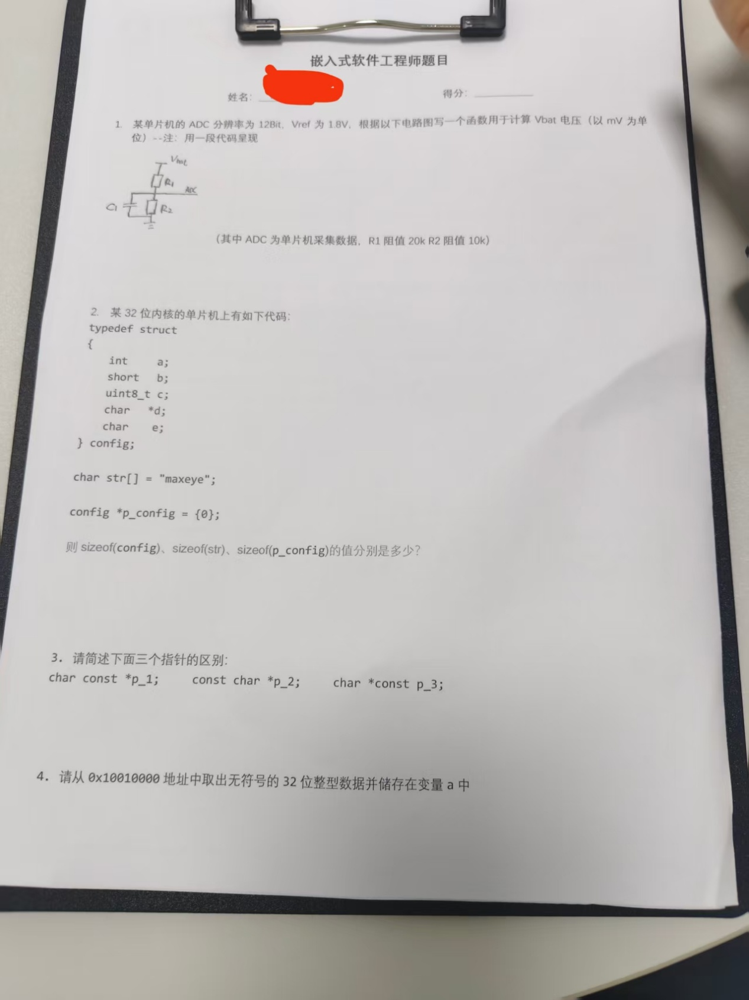 嵌入式软件工程师题目
姓名：
得分：
1. 某单片机的 ADC 分辨率为 12Bit，Vref 为 1.8V，根据以下电路图写一个函数用于计算 Vbat 电压（以 mV 为单
位）--注：用一段代码呈现
Vbat
R1
ADC
C1
R2
（其中 ADC 为单片机采集数据，R1 阻值 20k R2 阻值 10k）
2. 某 32 位内核的单片机上有如下代码：
typedef struct
{
int a;
short b;
uint8_t c;
char *d;
char e;
} config;
char str[] = "maxeye";
config *p_config = {0};
则 sizeof(config)、sizeof(str)、sizeof(p_config)的值分别是多少？
3. 请简述下面三个指针的区别：
char const *p_1; const char *p_2; char *const p_3;
4. 请从 0x10010000 地址中取出无符号的 32 位整型数据并储存在变量 a 中